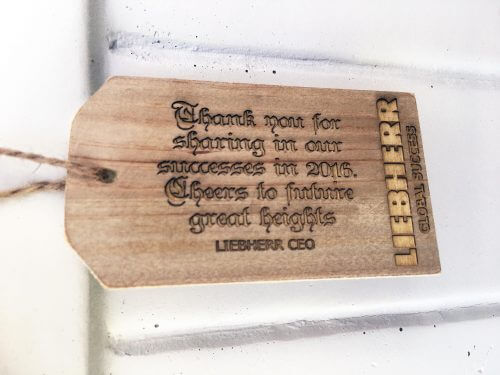 Thank you for
sharing in our
successes in 2016.
Cheers to future
great heights
LIEBHERR CEO
LIEBHERR
GLOBAL SUCCESS